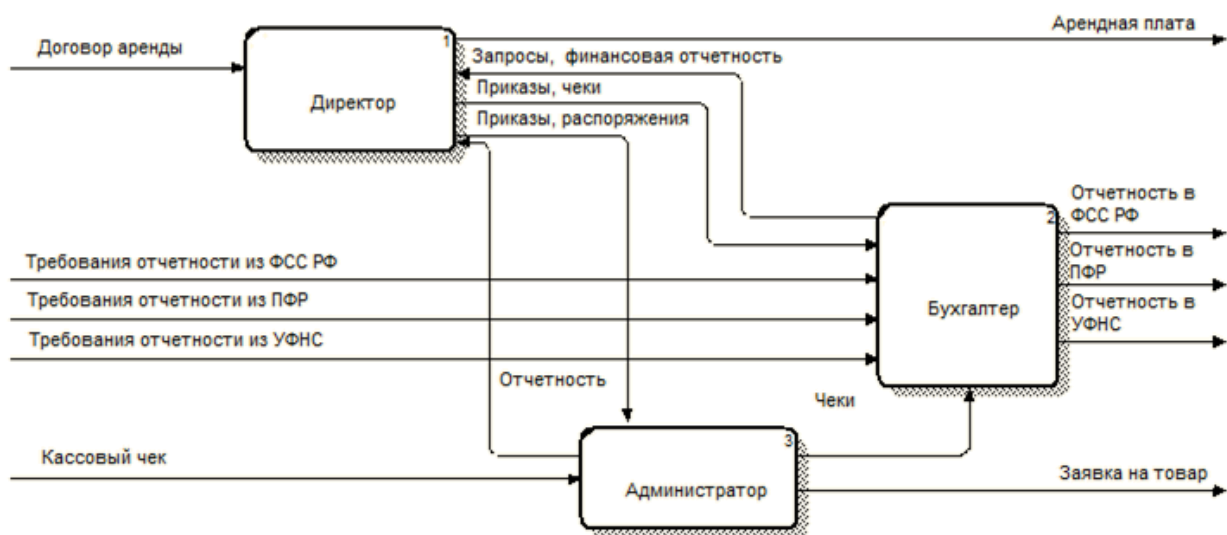 Арендная плата
1
Договор аренды
Запросы, финансовая отчетность
Приказы, чеки
Директор
Приказы, распоряжения
Отчетность в
ФСС РФ
2
Отчетность в
ПФР
Требования отчетности из ФСС РФ
Требования отчетности из ПФР
Бухгалтер
Отчетность в
УФНС
Требования отчетности из УФНС
Отчетность
Чеки
3
Кассовый чек
Администратор
Заявка на товар